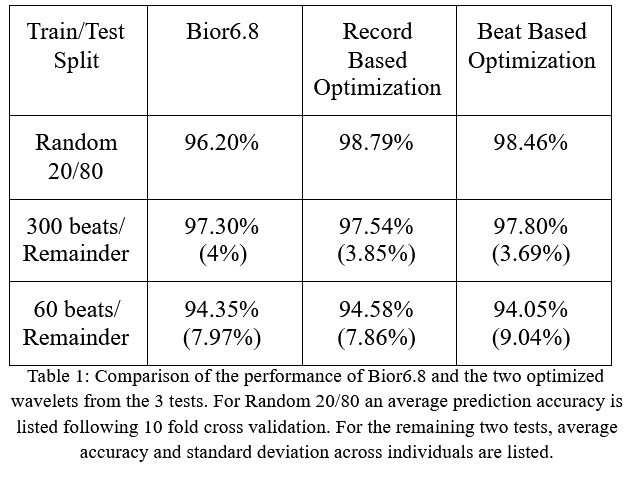 Train/Test Split
Bior6.8
Record Based Optimization
Beat Based Optimization
Random 20/80
96.20%
98.79%
98.46%
300 beats/ Remainder
97.30% (4%)
97.54% (3.85%)
97.80% (3.69%)
60 beats/ Remainder
94.35% (7.97%)
94.58% (7.86%)
94.05% (9.04%)
Table 1: Comparison of the performance of Bior6.8 and the two optimized
wavelets from the 3 tests. For Random 20/80 an average prediction accuracy is
listed following 10 fold cross validation. For the remaining two tests, average
accuracy and standard deviation across individuals are listed.